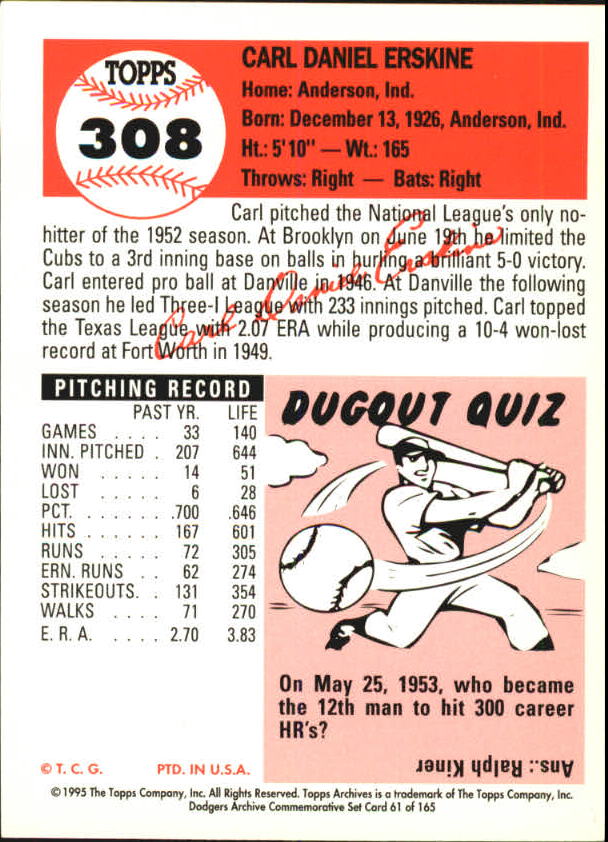 TOPPS
308
CARL DANIEL ERSKINE
Home: Anderson, Ind.
Born: December 13, 1926, Anderson, Ind.
Ht.: 5'10" — Wt.: 165
Throws: Right — Bats: Right
Carl pitched the National League's only no-
hitter of the 1952 season. At Brooklyn on June 19th he limited the
Cubs to a 3rd inning base on balls in hurling a brilliant 5-0 victory.
Carl entered pro ball at Danville in 1946. At Danville the following
season he led Three-I League with 233 innings pitched. Carl topped
the Texas League with 2.07 ERA while producing a 10-4 won-lost
record at Fort Worth in 1949.
Carl Daniel Erskine
PITCHING RECORD
PAST YR. LIFE
GAMES . . . . 33 140
INN. PITCHED . 207 644
WON . . . . . 14 51
LOST . . . . . 6 28
PCT. . . . . . .700 .646
HITS . . . . . . 167 601
RUNS . . . . . 72 305
ERN. RUNS . . 62 274
STRIKEOUTS. . 131 354
WALKS . . . . 71 270
E. R. A. . . . . 2.70 3.83
DUGOUT QUIZ
On May 25, 1953, who became
the 12th man to hit 300 career
HR's?
Ans.: Ralph Kiner
© T. C. G. PTD. IN U.S.A.
© 1995 The Topps Company, Inc. All Rights Reserved. Topps Archives is a trademark of The Topps Company, Inc.
Dodgers Archive Commemorative Set Card 61 of 165